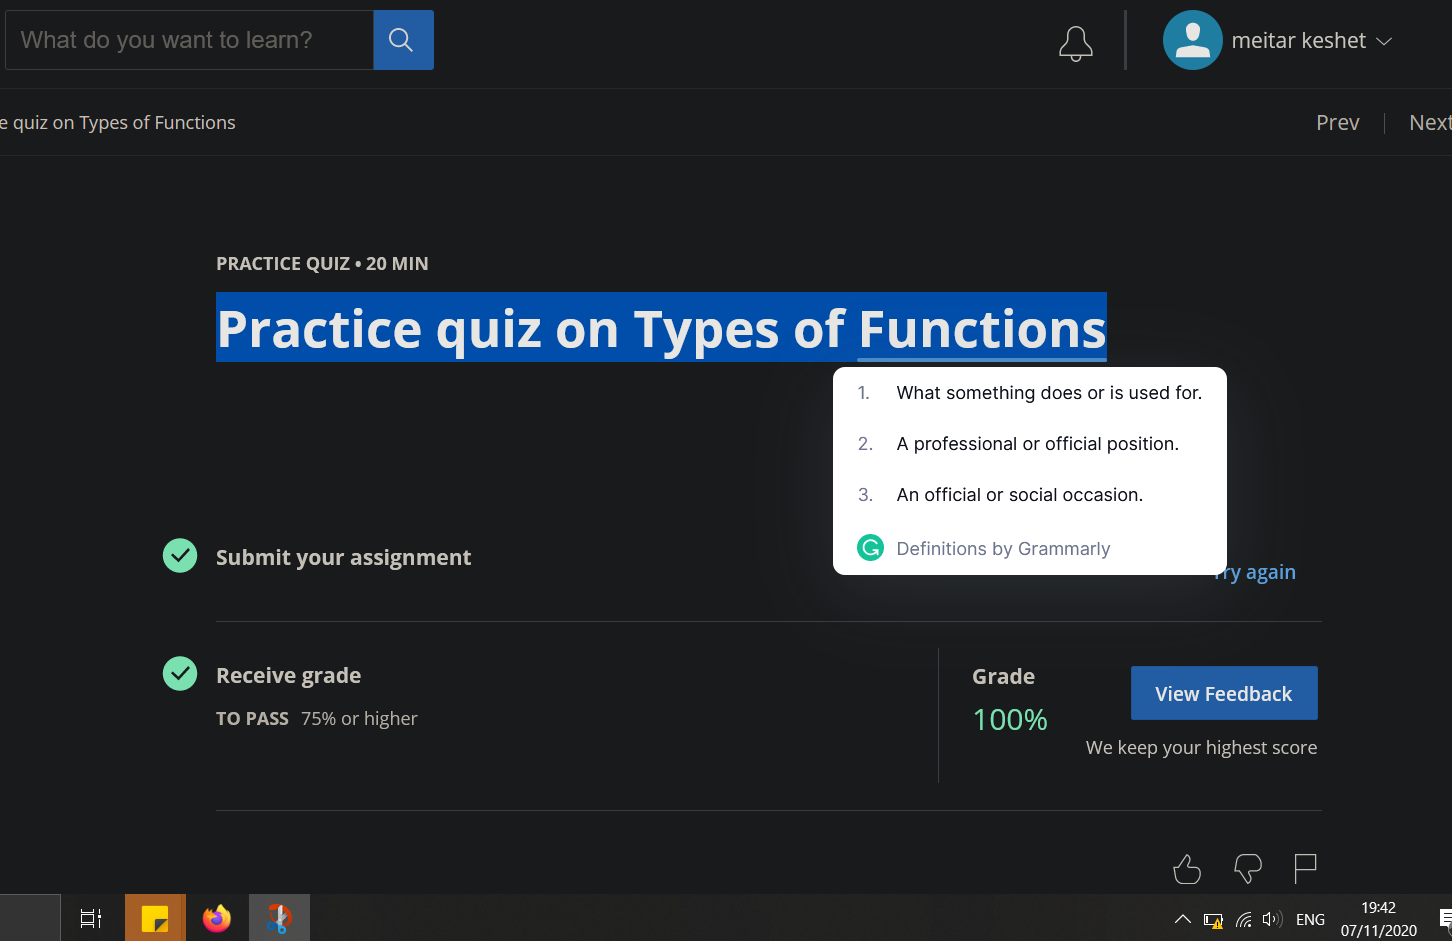 What do you want to learn?
meitar keshet
e quiz on Types of Functions
Prev
Next
PRACTICE QUIZ • 20 MIN
Practice quiz on Types of Functions
1. What something does or is used for.
2. A professional or official position.
3. An official or social occasion.
Definitions by Grammarly
Submit your assignment
Try again
Receive grade
TO PASS 75% or higher
Grade
100%
View Feedback
We keep your highest score
ENG
19:42
07/11/2020